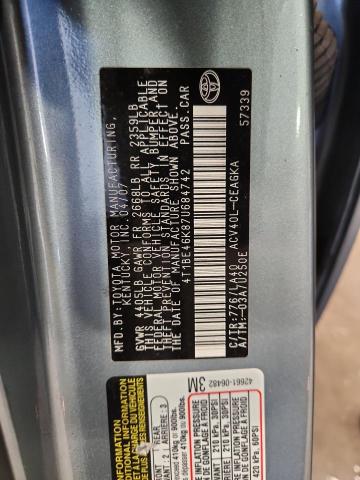 MFD.BY:TOYOTA MOTOR MANUFACTURING,
KENTUCKY, INC. 04/07
GVWR 4405LB GAWR FR 2668LB RR 2359LB
THIS VEHICLE CONFORMS TO ALL APPLICABLE
FEDERAL MOTOR VEHICLE SAFETY, BUMPER, AND
THEFT PREVENTION STANDARDS IN EFFECT ON
THE DATE OF MANUFACTURE SHOWN ABOVE.
4T1BE46K87U684742 PASS.CAR
C/TR:776/LA40 ACV40L-CEAGKA
A/TM:-03A/U250E 57339
42661-06482
3M
INFORMATION
REAR
ARRIERE : 3
210 kPa, 30PSI
210 kPa, 30PSI
420 kPa, 60PSI